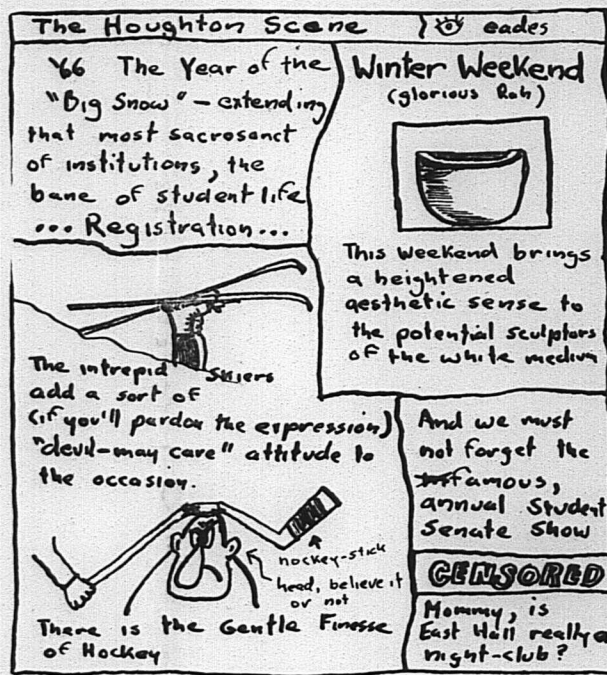 The Houghton Scene
eades
'66 The Year of the
"Big Snow" - extending
that most sacrosanct
of institutions, the
bane of student life
... Registration ...
Winter Weekend
(glorious Rah)
This weekend brings
a heightened
aesthetic sense to
the potential sculptors
of the white medium
The intrepid Skiers
add a sort of
(if you'll pardon the expression)
"devil-may care" attitude to
the occasion.
hockey-stick
head, believe it
or not
There is the Gentle Finesse
of Hockey
And we must
not forget the
famous,
annual Student
Senate Show
CENSORED
Mommy, is
East Hall really a
night-club?